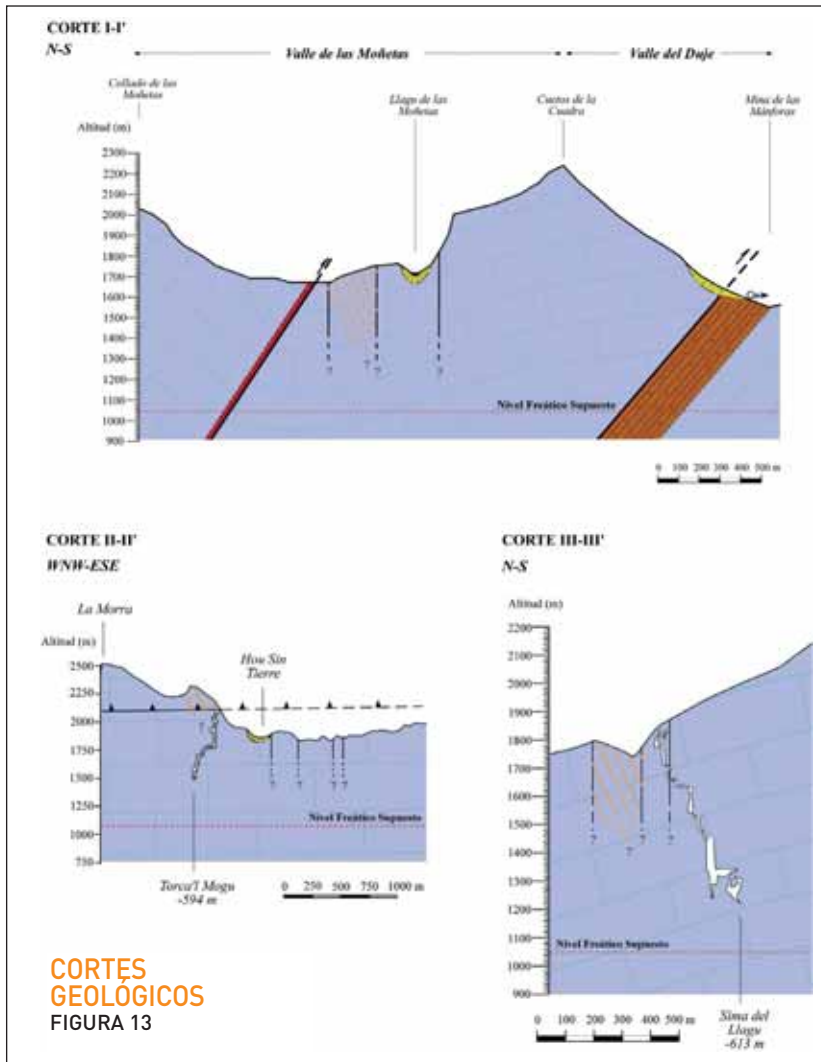 CORTE I-I'
N-S
Valle de las Moñetas
Valle del Duje
Collado de las
Moñetas
Llagu de las
Moñetas
Cuetos de la
Cuadra
Mina de las
Mánforas
Altitud (m)
2300
2200
2100
2000
1900
1800
1700
1600
1500
1400
1300
1200
1100
1000
900
?
?
?
?
Nivel Freático Supuesto
0 100 200 300 400 500 m
CORTE II-II'
WNW-ESE
La Morra
Altitud (m)
Hou Sin
Tierre
2500
2250
2000
1750
1500
1250
1000
750
?
?
?
?
?
Nivel Freático Supuesto
Torca'l Mogu
-594 m
0 250 500 750 1000 m
CORTE III-III'
N-S
Altitud (m)
2200
2100
2000
1900
1800
1700
1600
1500
1400
1300
1200
1100
1000
900
?
?
?
?
Nivel Freático Supuesto
0 100 200 300 400 500 m
Sima del
Llagu
-613 m
CORTES
GEOLÓGICOS
FIGURA 13